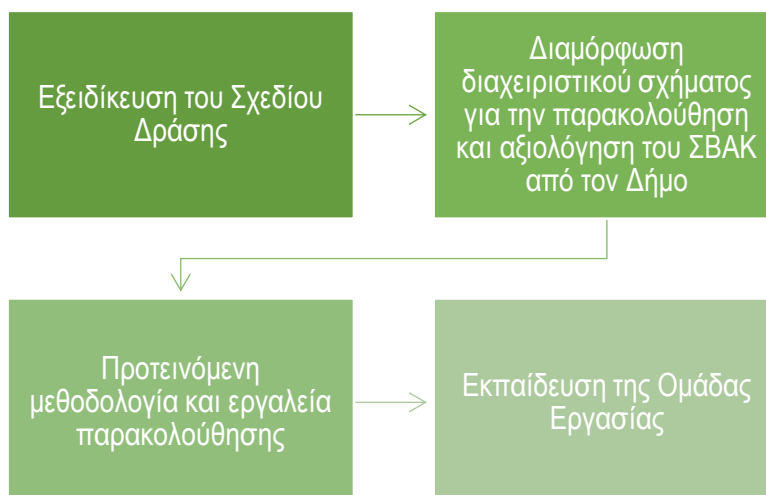 Εξειδίκευση του Σχεδίου
Δράσης
Διαμόρφωση
διαχειριστικού σχήματος
για την παρακολούθηση
και αξιολόγηση του ΣΒΑΚ
από τον Δήμο
Προτεινόμενη
μεθοδολογία και εργαλεία
παρακολούθησης
Εκπαίδευση της Ομάδας
Εργασίας